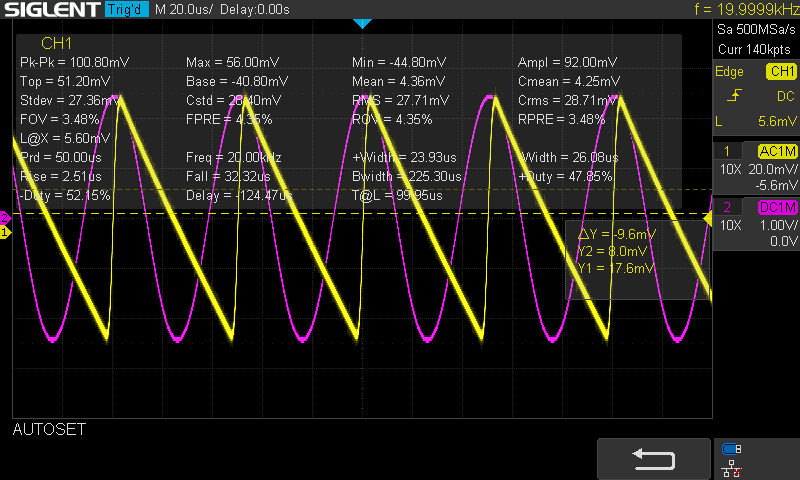 SIGLENT Trig'd M 20.0us/ Delay:0.00s f = 19.9999kHz
Sa 500MSa/s
Curr 140kpts
Edge CH1
DC
L 5.6mV
1 AC1M
10X 20.0mV/
-5.6mV
2 DC1M
10X 1.00V/
0.0V
CH1
Pk-Pk = 100.80mV Max = 56.00mV Min = -44.80mV Ampl = 92.00mV
Top = 51.20mV Base = -40.80mV Mean = 4.36mV Cmean = 4.25mV
Stdev = 27.36mV Cstd = 28.40mV RMS = 27.71mV Crms = 28.71mV
FOV = 3.48% FPRE = 4.35% ROV = 4.35% RPRE = 3.48%
L@X = 5.60mV
Prd = 50.00us Freq = 20.00kHz +Width = 23.93us -Width = 26.08us
Rise = 2.51us Fall = 32.32us Bwidth = 225.30us +Duty = 47.85%
-Duty = 52.15% Delay = -124.47us T@L = 99.95us
2
1
ΔY = -9.6mV
Y2 = 8.0mV
Y1 = 17.6mV
AUTOSET